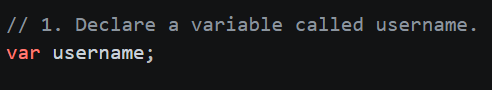 // 1. Declare a variable called username.
var username;